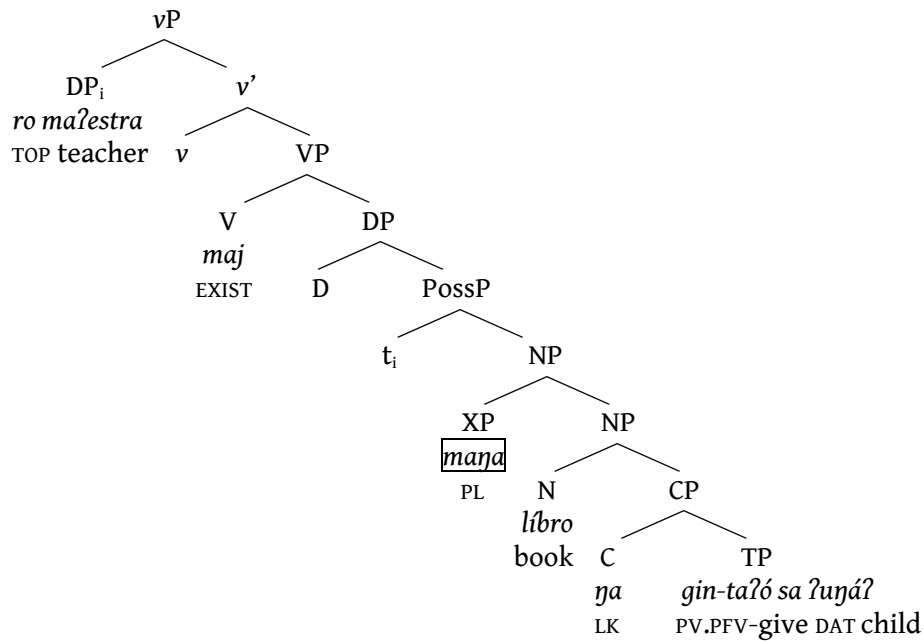 vP
DPi v’
ro maʔestra
TOP teacher v VP
V DP
maj
EXIST D PossP
ti NP
XP NP
maŋa
PL N CP
líbro
book C TP
ŋa gin-taʔó sa ʔuŋáʔ
LK PV.PFV-give DAT child